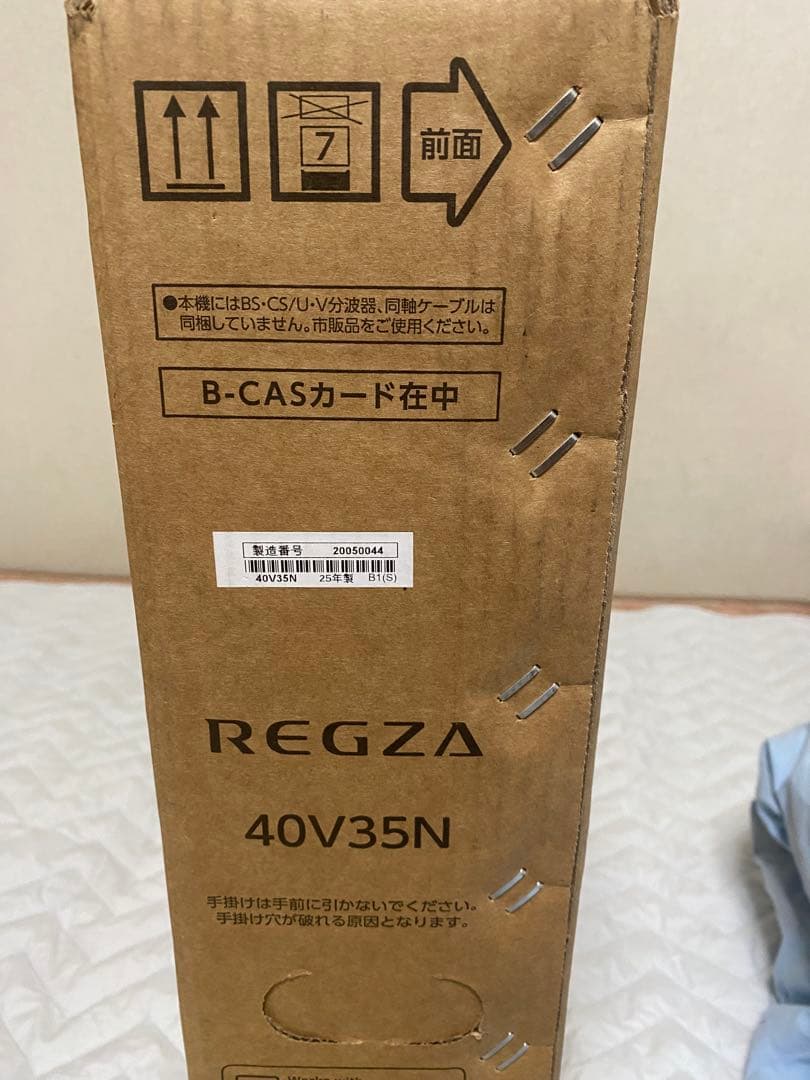 7
前面
●本機にはBS・CS/U・V分波器、同軸ケーブルは
同梱していません。市販品をご使用ください。
B-CASカード在中
製造番号 20050044
40V35N 25年製 B1(S)
REGZA
40V35N
手掛けは手前に引かないでください。
手掛け穴が破れる原因となります。
Works with